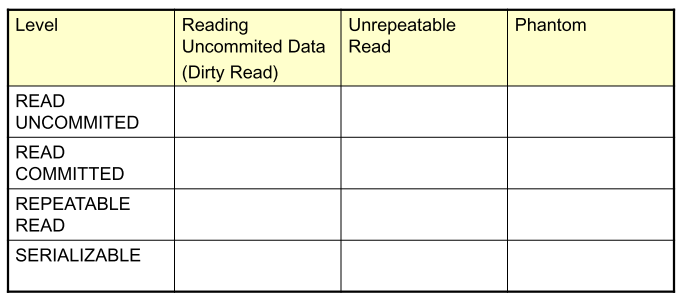 Level
Reading
Uncommited Data
(Dirty Read)
Unrepeatable
Read
Phantom
READ
UNCOMMITED
READ
COMMITTED
REPEATABLE
READ
SERIALIZABLE